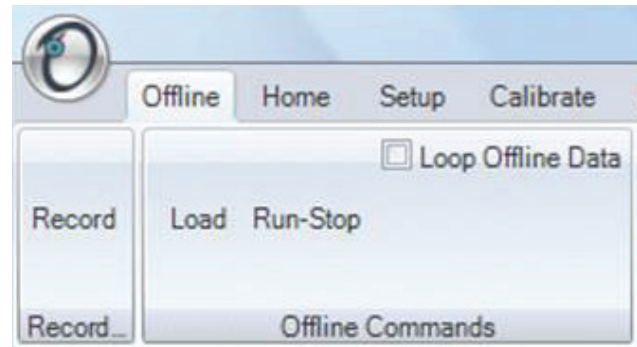 Offline Home Setup Calibrate
Loop Offline Data
Record Load Run-Stop
Record... Offline Commands